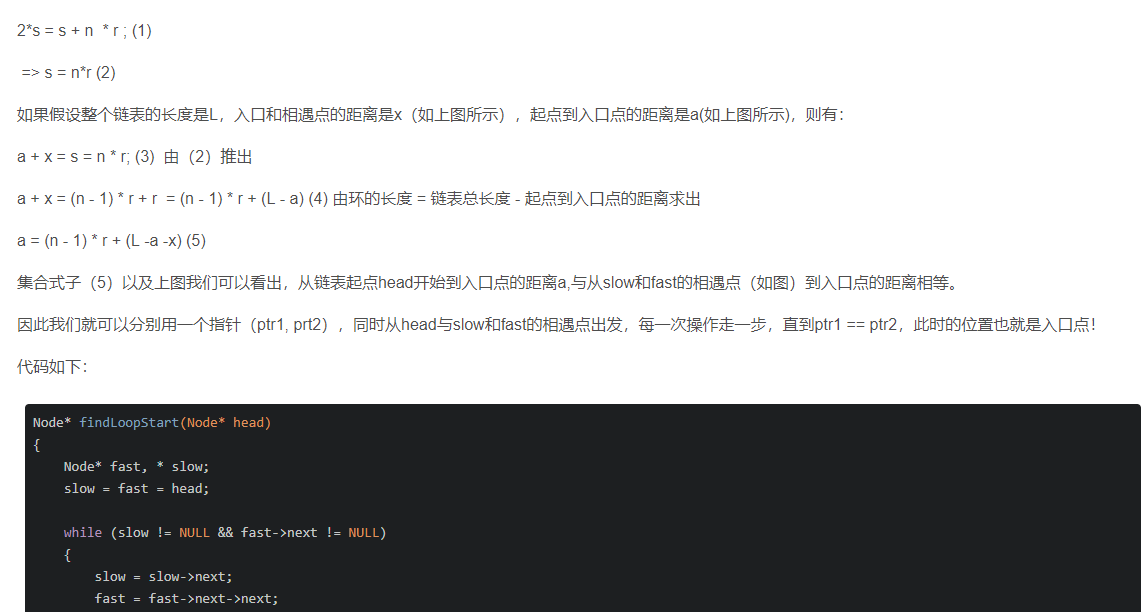 2*s = s + n * r ; (1)
=> s = n*r (2)
如果假设整个链表的长度是L，入口和相遇点的距离是x（如上图所示），起点到入口点的距离是a(如上图所示)，则有：
a + x = s = n * r; (3) 由（2）推出
a + x = (n - 1) * r + r = (n - 1) * r + (L - a) (4) 由环的长度 = 链表总长度 - 起点到入口点的距离求出
a = (n - 1) * r + (L -a -x) (5)
集合式子（5）以及上图我们可以看出，从链表起点head开始到入口点的距离a,与从slow和fast的相遇点（如图）到入口点的距离相等。
因此我们就可以分别用一个指针（ptr1, prt2），同时从head与slow和fast的相遇点出发，每一次操作走一步，直到ptr1 == ptr2，此时的位置也就是入口点！
代码如下：
Node* findLoopStart(Node* head)
{
    Node* fast, * slow;
    slow = fast = head;
    while (slow != NULL && fast->next != NULL)
    {
        slow = slow->next;
        fast = fast->next->next;